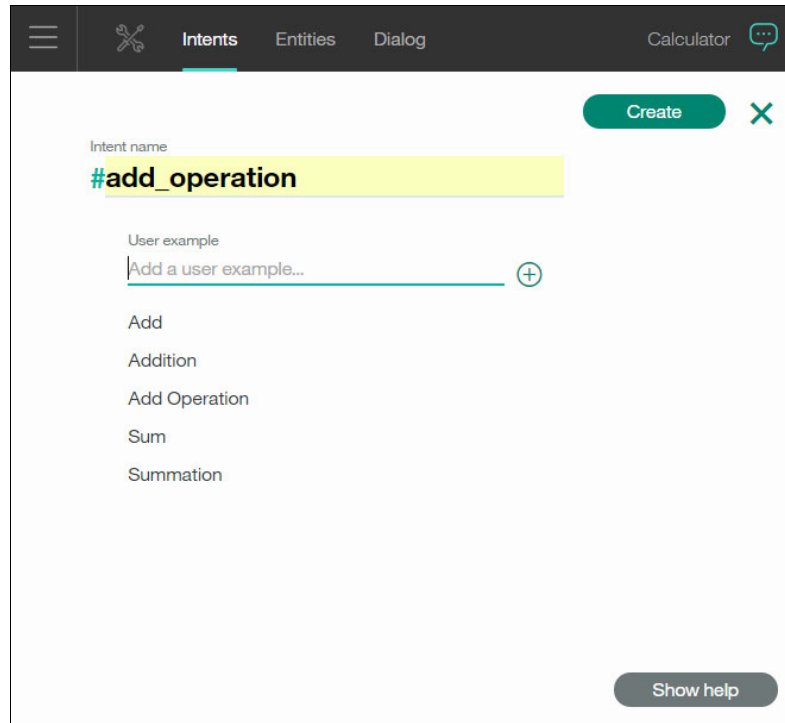 Intents Entities Dialog Calculator
Create
Intent name
#add_operation
User example
Add a user example...
Add
Addition
Add Operation
Sum
Summation
Show help